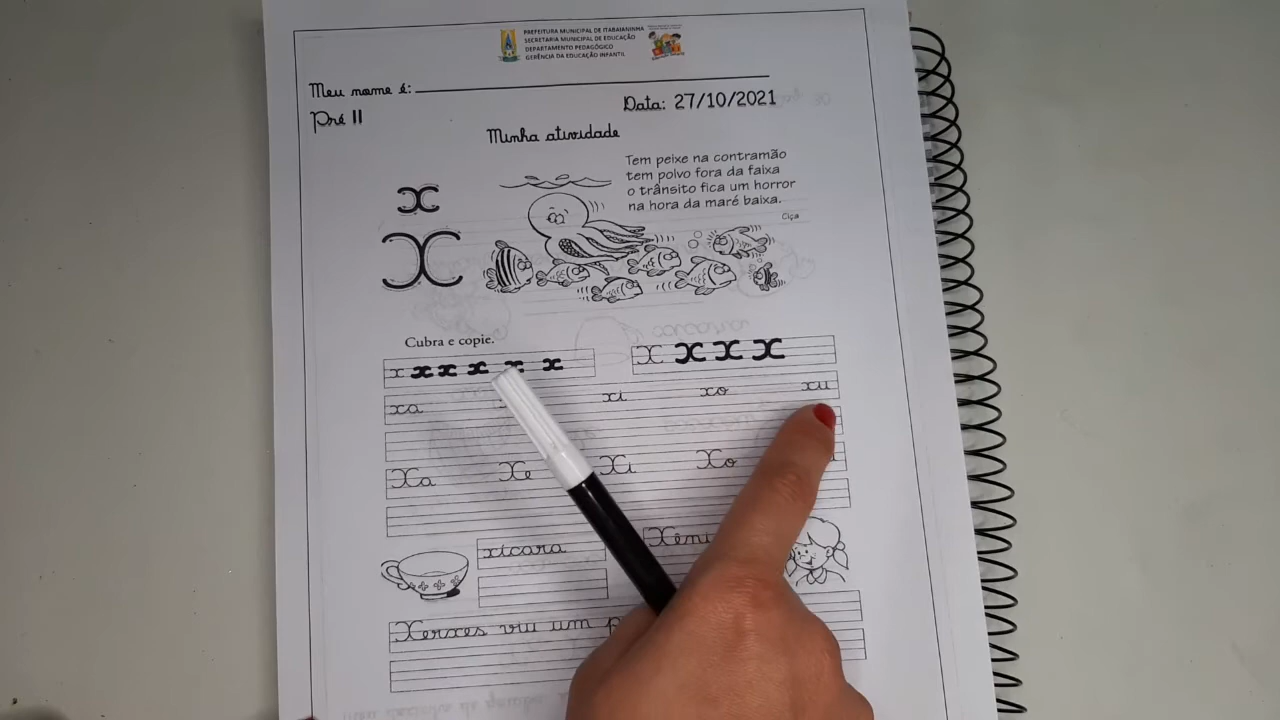 PREFEITURA MUNICIPAL DE ITABAIANINHA
SECRETARIA MUNICIPAL DE EDUCAÇÃO
DEPARTAMENTO PEDAGÓGICO
GERÊNCIA DA EDUCAÇÃO INFANTIL
Meu nome é:
Data: 27/10/2021
Pré II
Minha atividade
x
X
Tem peixe na contramão
tem polvo fora da faixa
o trânsito fica um horror
na hora da maré baixa.
Ciça
Cubra e copie.
x x x x x x
X X X X
xa xi xo xu
Xa Xe Xi Xo
xícara
Xerxes viu um